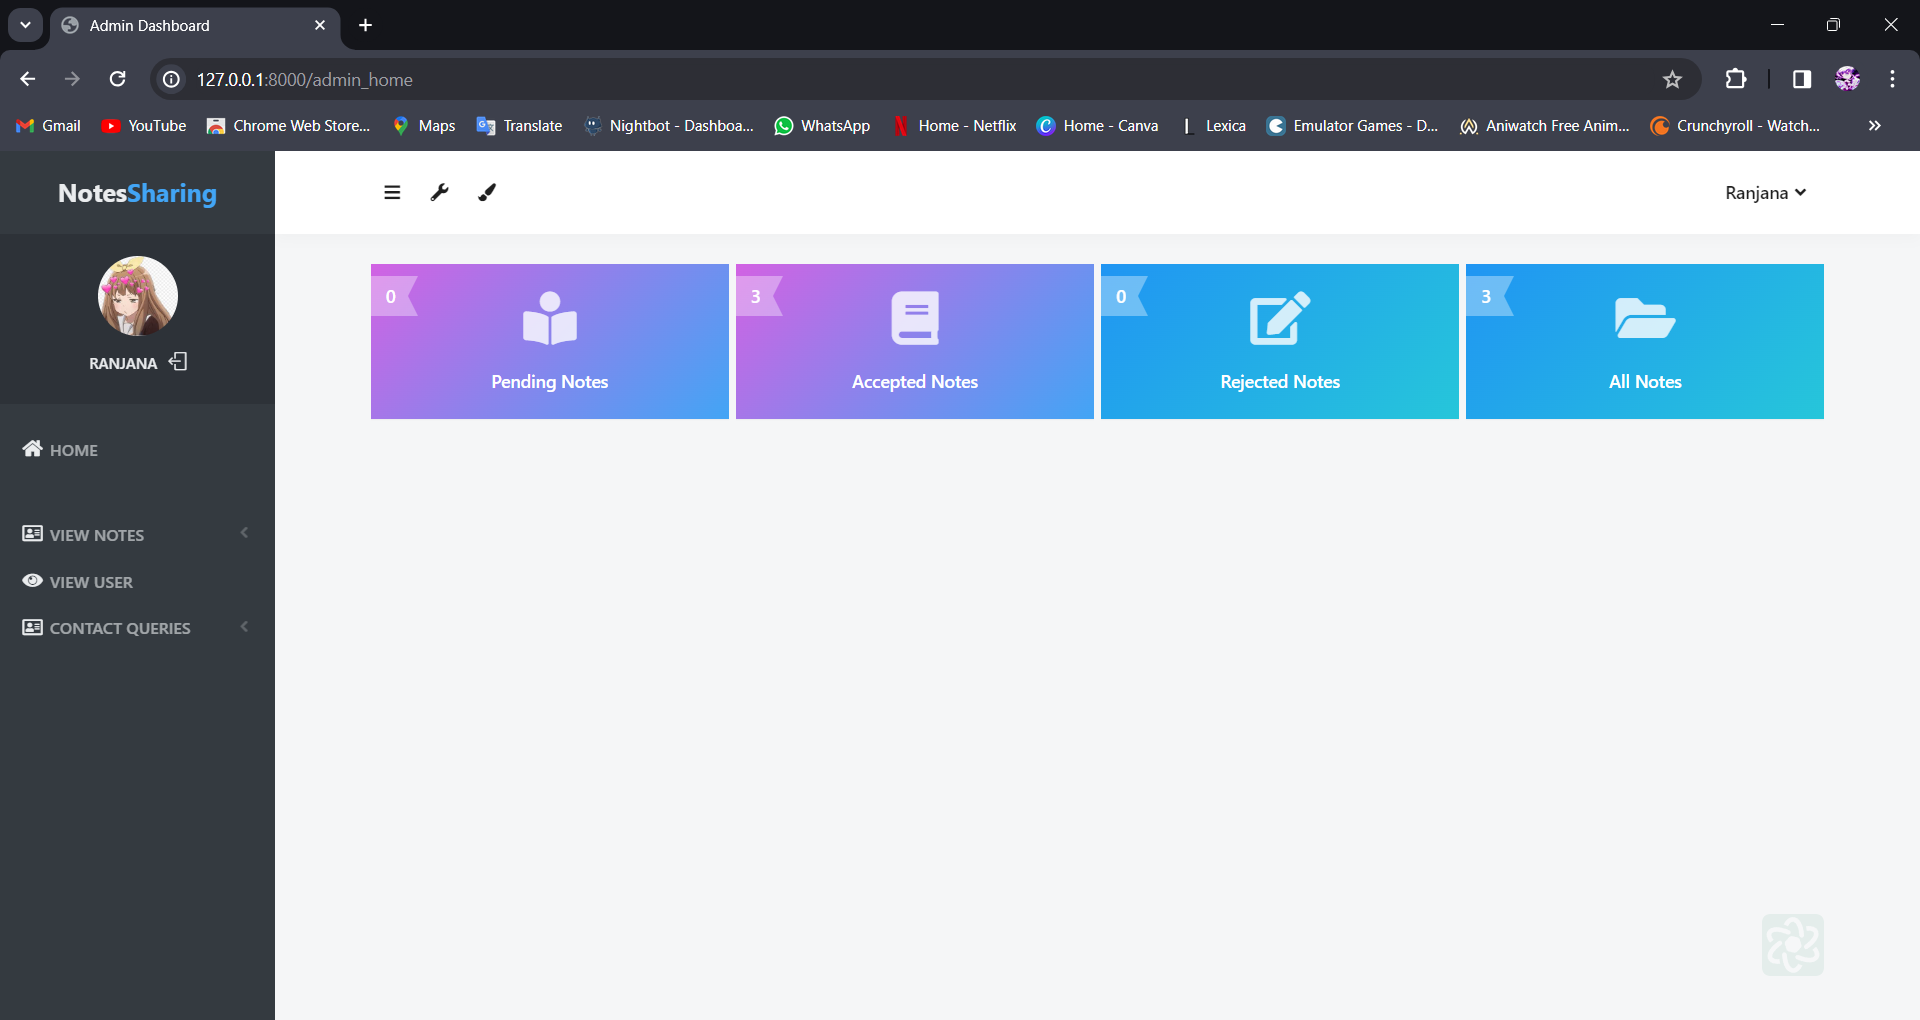 Admin Dashboard
127.0.0.1:8000/admin_home
Gmail YouTube Chrome Web Store... Maps Translate Nightbot - Dashboa... WhatsApp Home - Netflix Home - Canva Lexica Emulator Games - D... Aniwatch Free Anim... Crunchyroll - Watch...
NotesSharing
Ranjana
RANJANA
0 Pending Notes
3 Accepted Notes
0 Rejected Notes
3 All Notes
HOME
VIEW NOTES
VIEW USER
CONTACT QUERIES